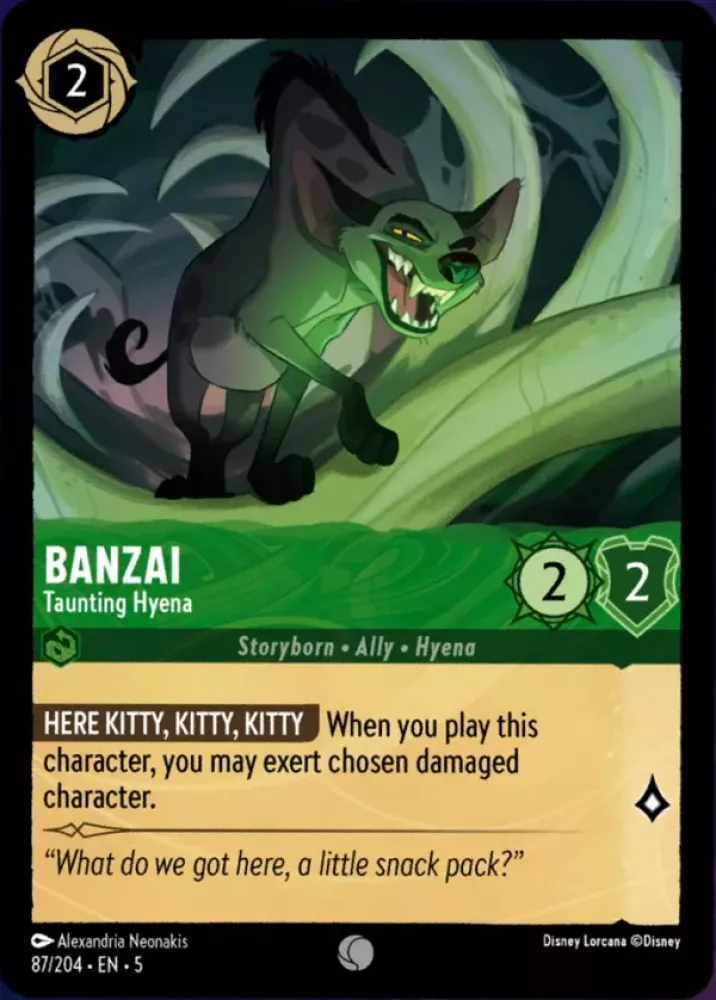 2
BANZAI
Taunting Hyena
2
2
Storyborn • Ally • Hyena
HERE KITTY, KITTY, KITTY When you play this
character, you may exert chosen damaged
character.
“What do we got here, a little snack pack?”
Alexandria Neonakis
Disney Lorcana ©Disney
87/204 • EN • 5